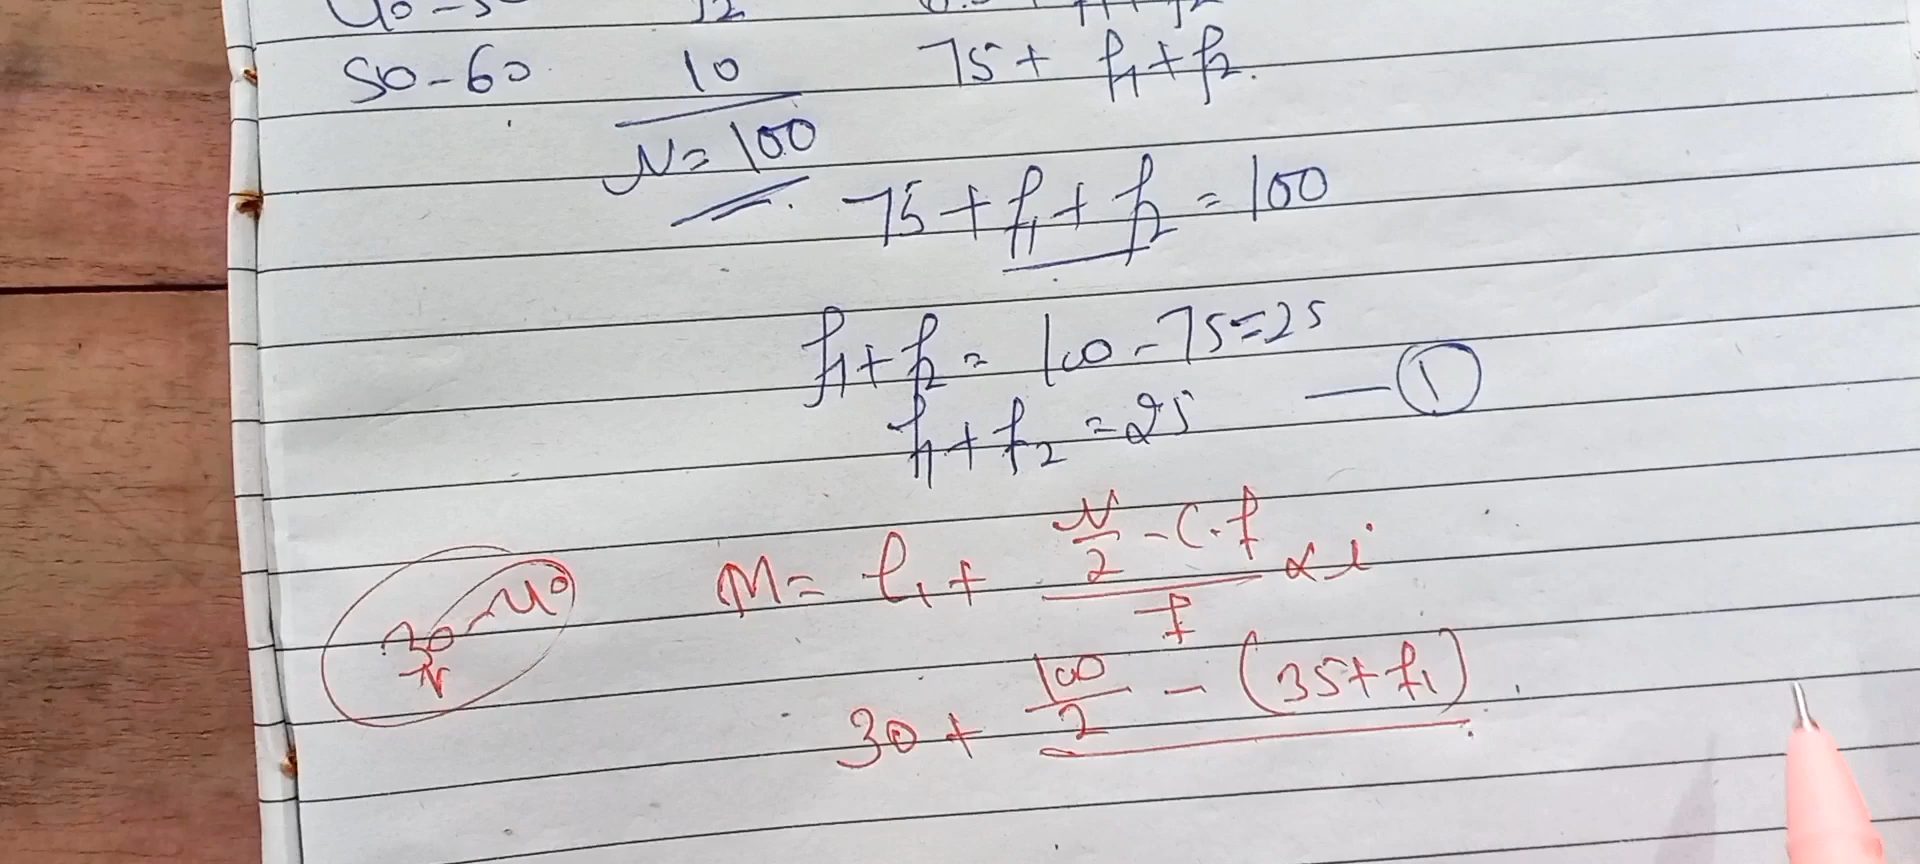 50-60 10 75+ f1+f2.
N=100
75+f1+f2=100
f1+f2= 100-75=25
f1+f2=25 —①
M= l1+ N/2 -C.f / f x i
30-40
30+ 100/2 - (35+f1)